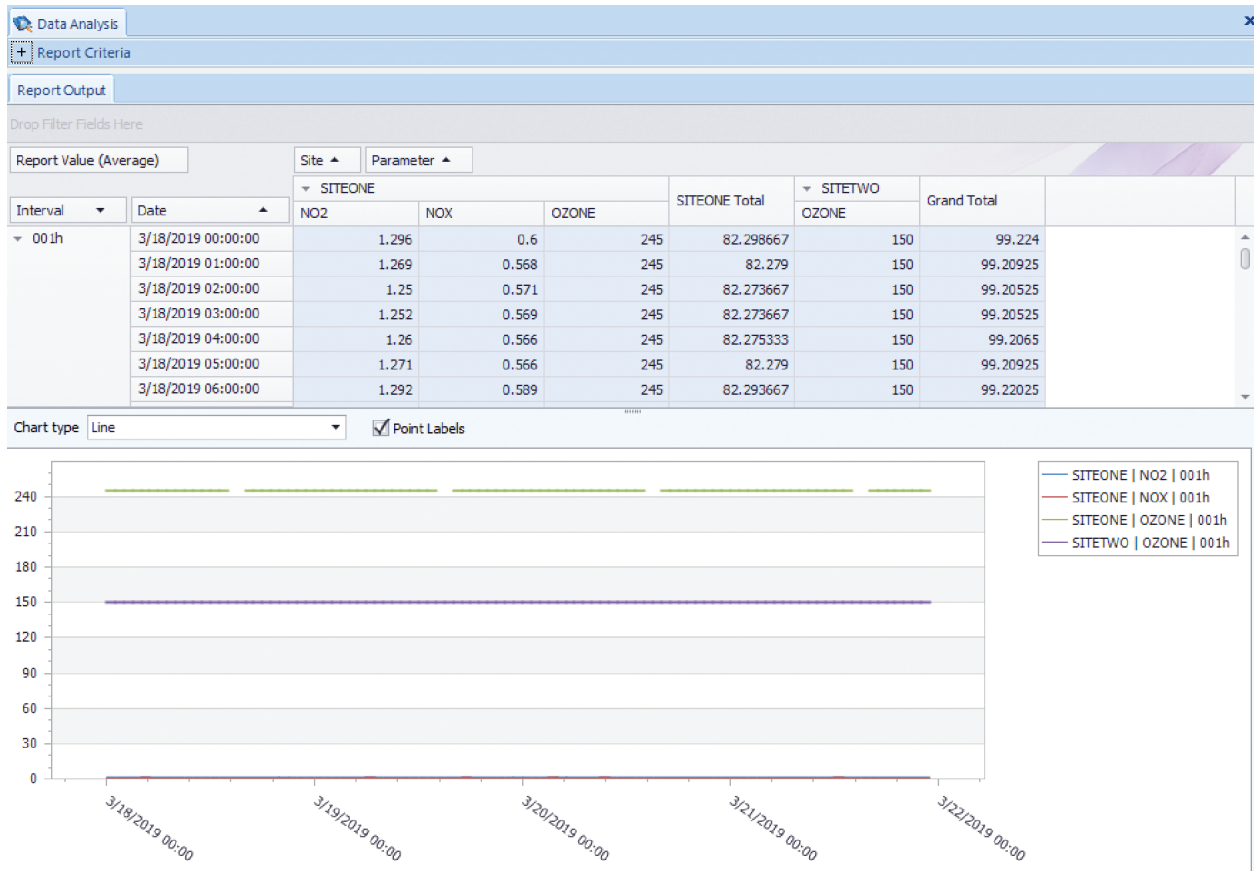 Data Analysis
+ Report Criteria
Report Output
Drop Filter Fields Here
Report Value (Average) Site Parameter
SITEONE SITEONE Total SITETWO Grand Total
Interval Date NO2 NOX OZONE OZONE
001h 3/18/2019 00:00:00 1.296 0.6 245 82.298667 150 99.224
3/18/2019 01:00:00 1.269 0.568 245 82.279 150 99.20925
3/18/2019 02:00:00 1.25 0.571 245 82.273667 150 99.20525
3/18/2019 03:00:00 1.252 0.569 245 82.273667 150 99.20525
3/18/2019 04:00:00 1.26 0.566 245 82.275333 150 99.2065
3/18/2019 05:00:00 1.271 0.566 245 82.279 150 99.20925
3/18/2019 06:00:00 1.292 0.589 245 82.293667 150 99.22025
Chart type Line Point Labels
SITEONE | NO2 | 001h
SITEONE | NOX | 001h
SITEONE | OZONE | 001h
SITETWO | OZONE | 001h
240
210
180
150
120
90
60
30
0
3/18/2019 00:00
3/19/2019 00:00
3/20/2019 00:00
3/21/2019 00:00
3/22/2019 00:00